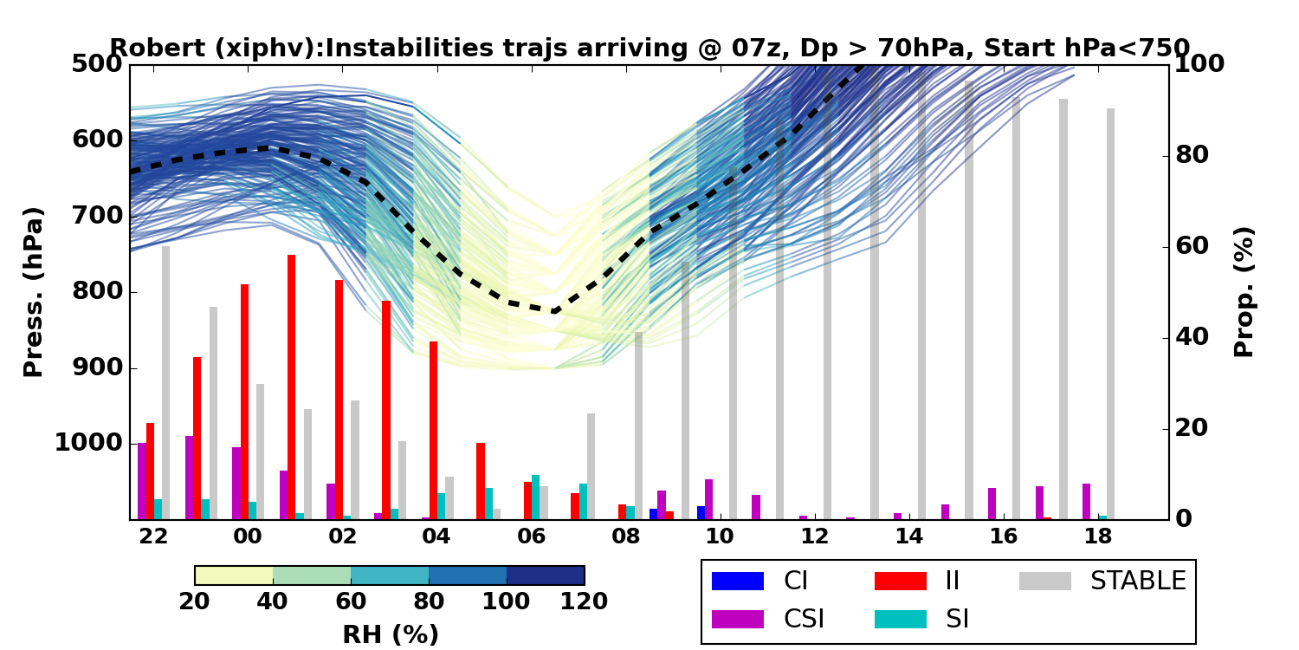 Robert (xiphv):Instabilities trajs arriving @ 07z, Dp > 70hPa, Start hPa<750
500
600
700
800
900
1000
Press. (hPa)
100
80
60
40
20
0
Prop. (%)
22 00 02 04 06 08 10 12 14 16 18
20 40 60 80 100 120
RH (%)
CI II STABLE
CSI SI